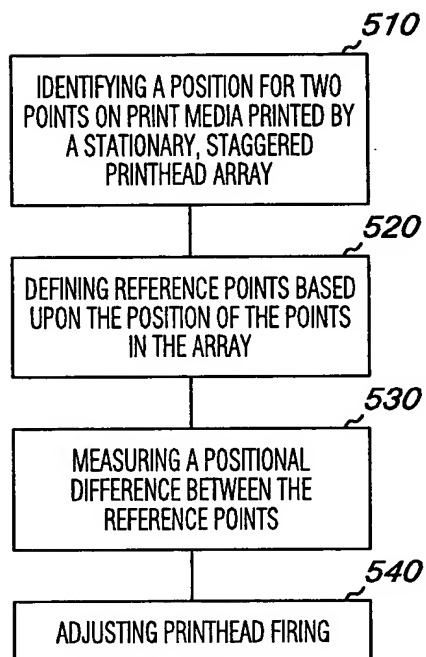 510
IDENTIFYING A POSITION FOR TWO
POINTS ON PRINT MEDIA PRINTED BY
A STATIONARY, STAGGERED
PRINTHEAD ARRAY
520
DEFINING REFERENCE POINTS BASED
UPON THE POSITION OF THE POINTS
IN THE ARRAY
530
MEASURING A POSITIONAL
DIFFERENCE BETWEEN THE
REFERENCE POINTS
540
ADJUSTING PRINTHEAD FIRING